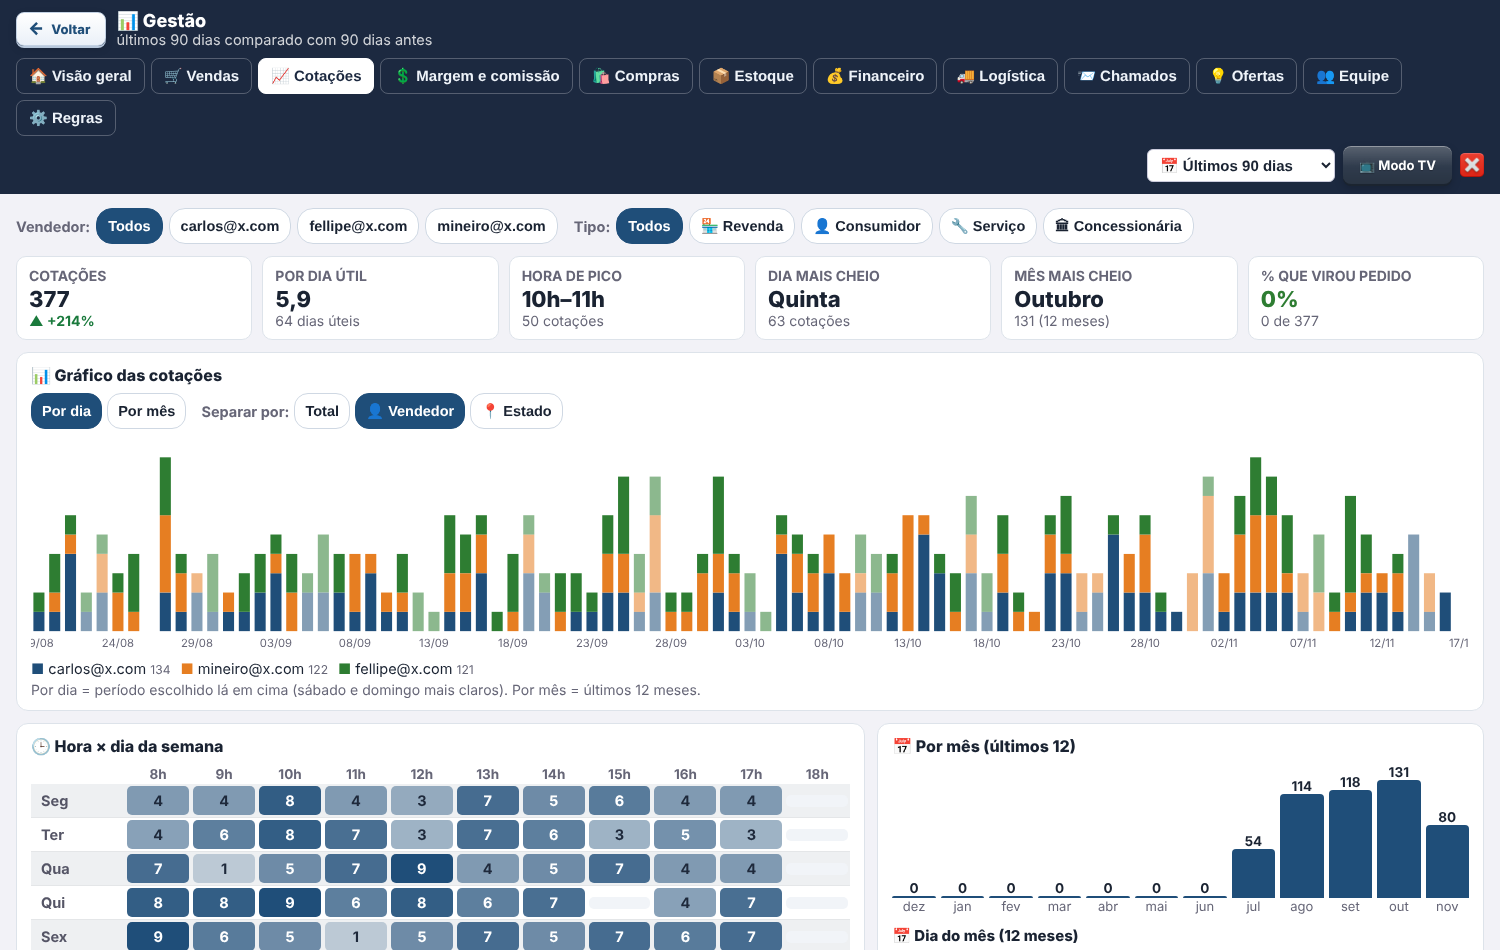 ← Voltar
📊 Gestão
últimos 90 dias comparado com 90 dias antes
🏠 Visão geral 🛒 Vendas 📈 Cotações 💲 Margem e comissão 🛍️ Compras 📦 Estoque 💰 Financeiro 🚚 Logística 📨 Chamados 💡 Ofertas 👥 Equipe
⚙️ Regras
📅 Últimos 90 dias 📺 Modo TV ❌
Vendedor: Todos carlos@x.com fellipe@x.com mineiro@x.com Tipo: Todos 🏪 Revenda 👤 Consumidor 🔧 Serviço 🏛 Concessionária
COTAÇÕES
377
▲ +214%
POR DIA ÚTIL
5,9
64 dias úteis
HORA DE PICO
10h–11h
50 cotações
DIA MAIS CHEIO
Quinta
63 cotações
MÊS MAIS CHEIO
Outubro
131 (12 meses)
% QUE VIROU PEDIDO
0%
0 de 377
📊 Gráfico das cotações
Por dia Por mês Separar por: Total 👤 Vendedor 📍 Estado
9/08 24/08 29/08 03/09 08/09 13/09 18/09 23/09 28/09 03/10 08/10 13/10 18/10 23/10 28/10 02/11 07/11 12/11 17/1
carlos@x.com 134 mineiro@x.com 122 fellipe@x.com 121
Por dia = período escolhido lá em cima (sábado e domingo mais claros). Por mês = últimos 12 meses.
🕒 Hora × dia da semana
8h 9h 10h 11h 12h 13h 14h 15h 16h 17h 18h
Seg 4 4 8 4 3 7 5 6 4 4
Ter 4 6 8 7 3 7 6 3 5 3
Qua 7 1 5 7 9 4 5 7 4 4
Qui 8 8 9 6 8 6 7 4 7
Sex 9 6 5 1 5 7 5 7 6 7
📅 Por mês (últimos 12)
0 0 0 0 0 0 0 54 114 118 131 80
dez jan fev mar abr mai jun jul ago set out nov
📅 Dia do mês (12 meses)